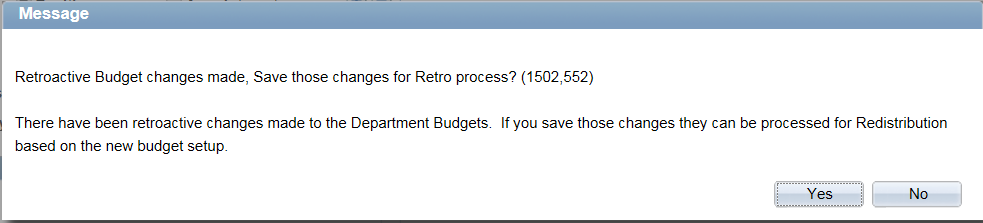 Message
Retroactive Budget changes made, Save those changes for Retro process? (1502,552)
There have been retroactive changes made to the Department Budgets.  If you save those changes they can be processed for Redistribution
based on the new budget setup.
Yes
No